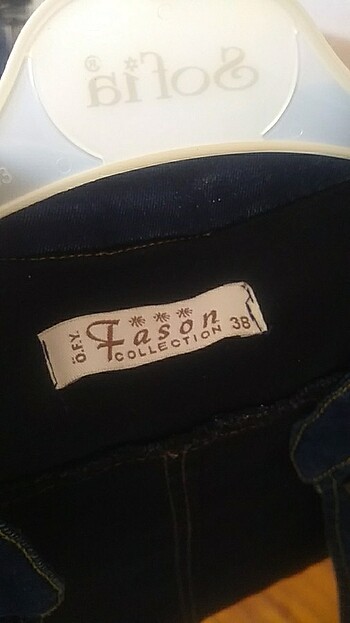 Sofia®
Ö.F.Y.
Fason
COLLECTION
38